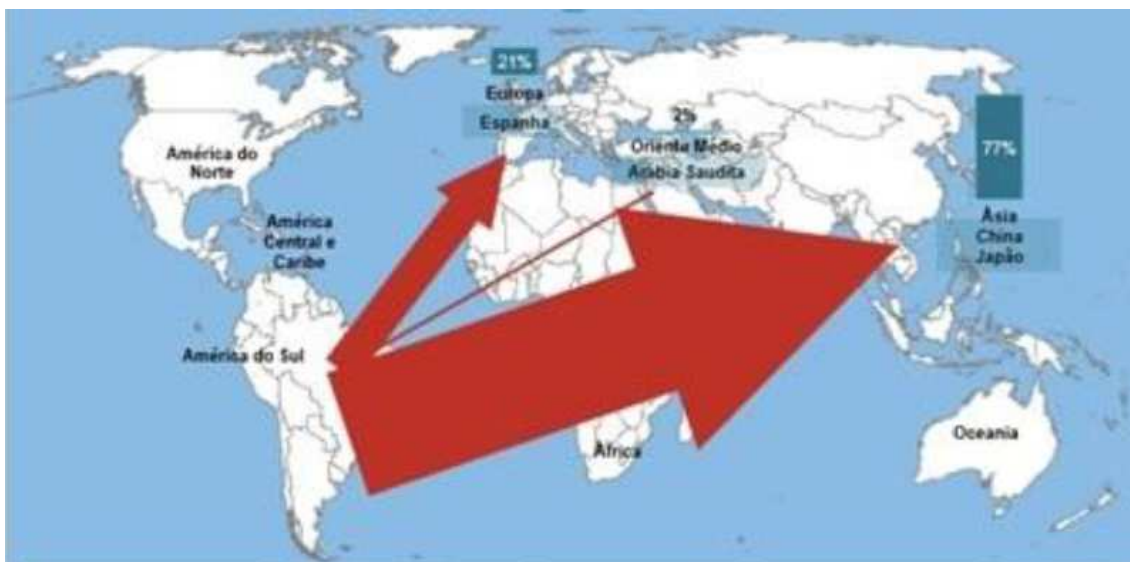 21%
Europa
Espanha
2%
Oriente Médio
Arábia Saudita
77%
Ásia
China
Japão
América do
Norte
América
Central e
Caribe
América do Sul
África
Oceania